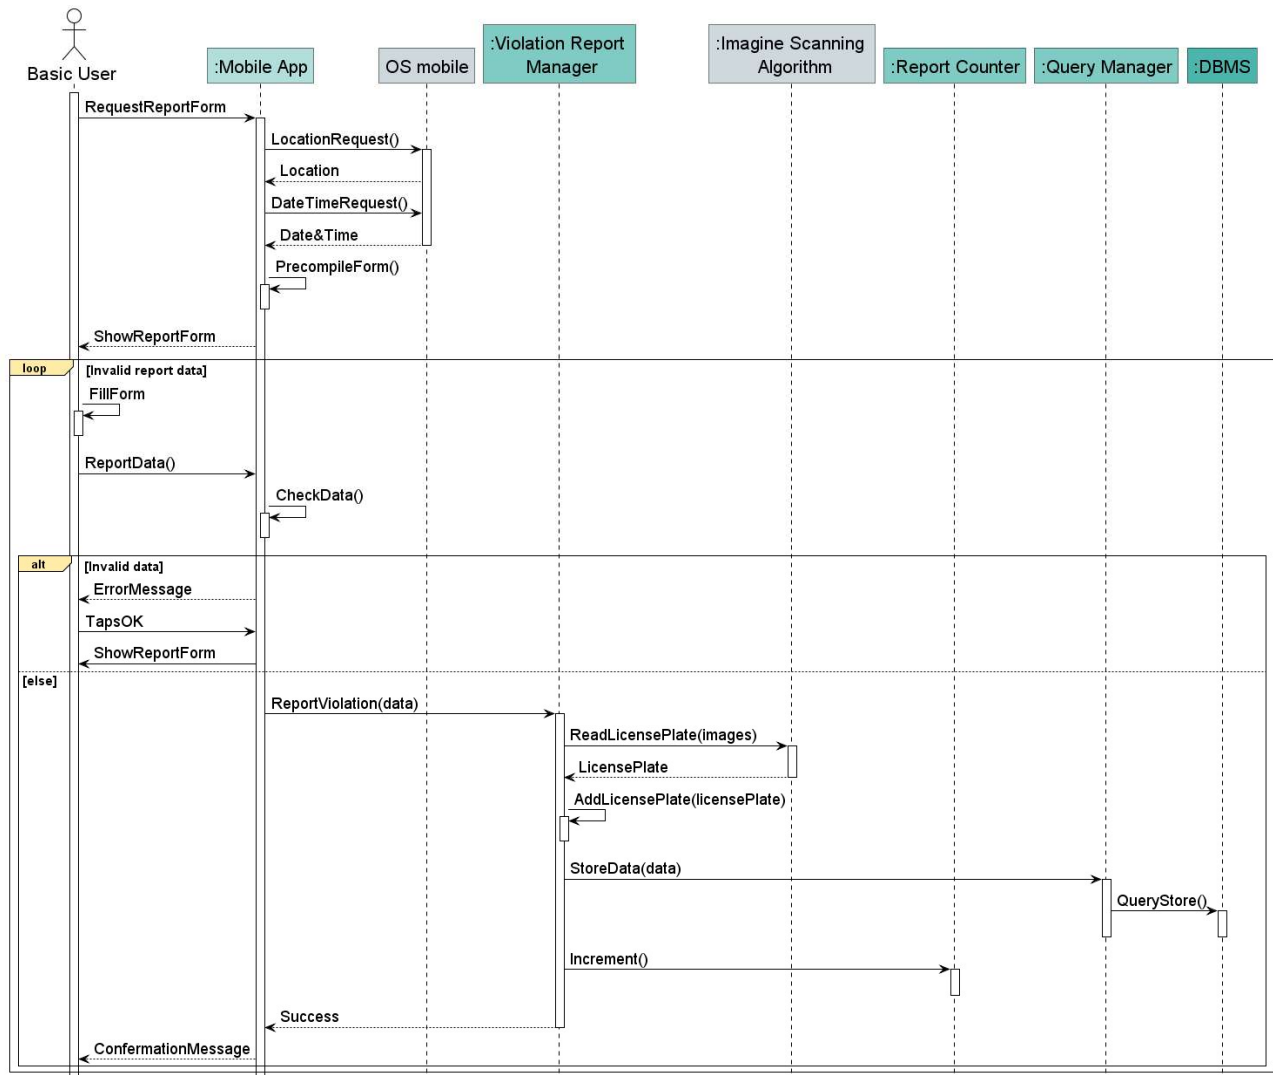 Basic User
:Mobile App
OS mobile
:Violation Report
Manager
:Imagine Scanning
Algorithm
:Report Counter
:Query Manager
:DBMS
RequestReportForm
LocationRequest()
Location
DateTimeRequest()
Date&Time
PrecompileForm()
ShowReportForm
loop
[Invalid report data]
FillForm
ReportData()
CheckData()
alt
[Invalid data]
ErrorMessage
TapsOK
ShowReportForm
[else]
ReportViolation(data)
ReadLicensePlate(images)
LicensePlate
AddLicensePlate(licensePlate)
StoreData(data)
QueryStore()
Increment()
Success
ConfermationMessage